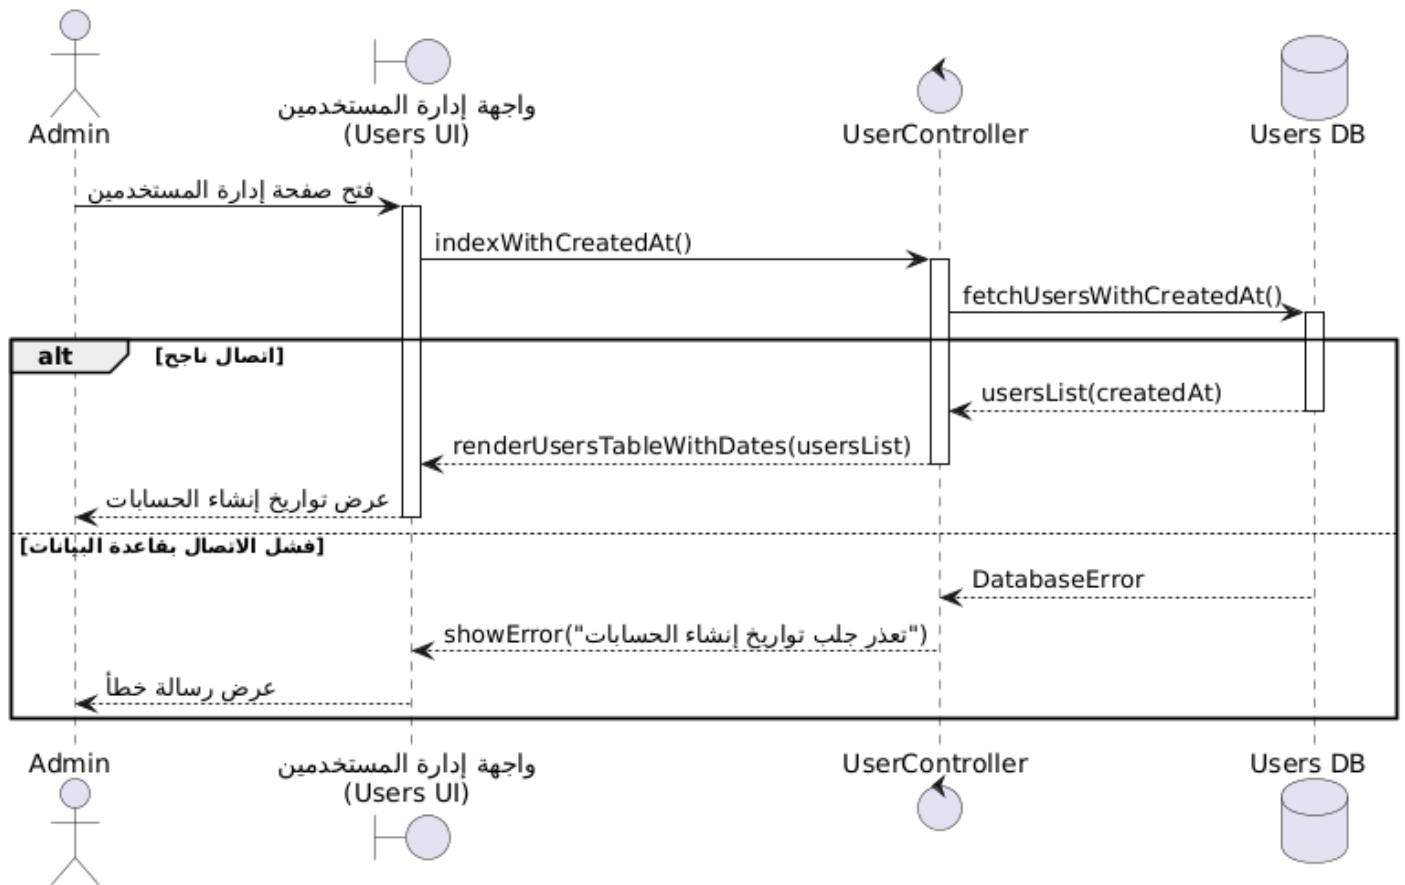 Admin
واجهة إدارة المستخدمين
(Users UI)
UserController
Users DB
فتح صفحة إدارة المستخدمين
indexWithCreatedAt()
fetchUsersWithCreatedAt()
alt
[اتصال ناجح]
usersList(createdAt)
renderUsersTableWithDates(usersList)
عرض تواريخ إنشاء الحسابات
[فشل الاتصال بقاعدة البيانات]
DatabaseError
showError("تعذر جلب تواريخ إنشاء الحسابات")
عرض رسالة خطأ
Admin
واجهة إدارة المستخدمين
(Users UI)
UserController
Users DB